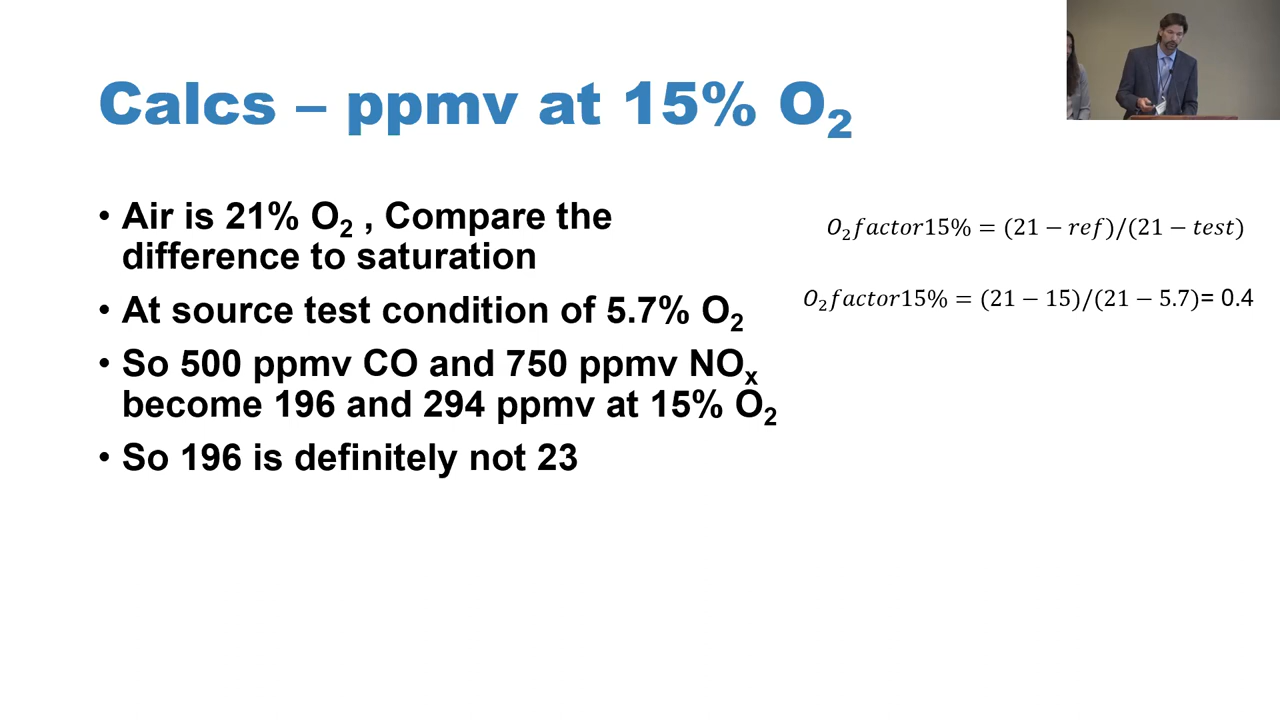 Calcs – ppmv at 15% O₂
• Air is 21% O₂ , Compare the
difference to saturation
• At source test condition of 5.7% O₂
• So 500 ppmv CO and 750 ppmv NOₓ
become 196 and 294 ppmv at 15% O₂
• So 196 is definitely not 23
O₂factor15% = (21 − ref)/(21 − test)
O₂factor15% = (21 − 15)/(21 − 5.7)= 0.4